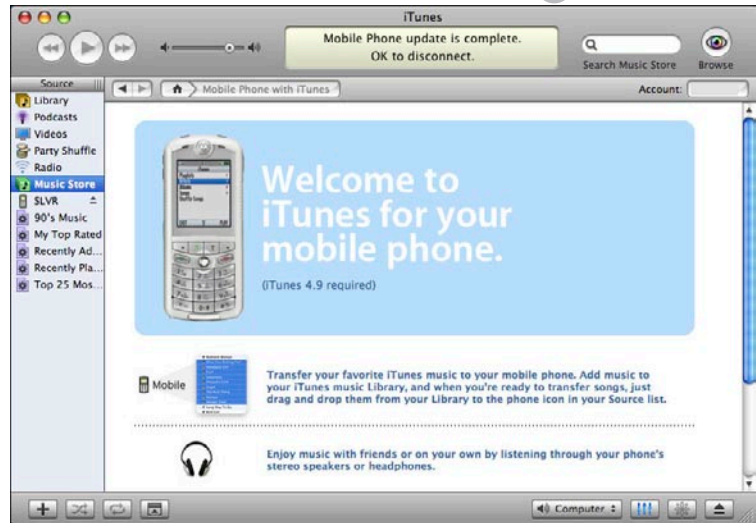 iTunes
Mobile Phone update is complete.
OK to disconnect.
Search Music Store
Browse
Source
Mobile Phone with iTunes
Account:
Library
Podcasts
Videos
Party Shuffle
Radio
Music Store
SLVR
90's Music
My Top Rated
Recently Ad...
Recently Pla...
Top 25 Mos...
Welcome to
iTunes for your
mobile phone.
(iTunes 4.9 required)
Mobile
Transfer your favorite iTunes music to your mobile phone. Add music to
your iTunes music Library, and when you're ready to transfer songs, just
drag and drop them from your Library to the phone icon in your Source list.
Enjoy music with friends or on your own by listening through your phone's
stereo speakers or headphones.
Computer